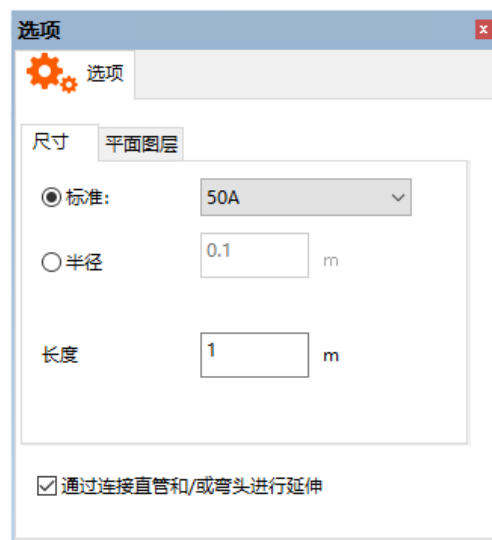 选项
选项
尺寸 平面图层
标准: 50A
半径 0.1 m
长度 1 m
通过连接直管和/或弯头进行延伸